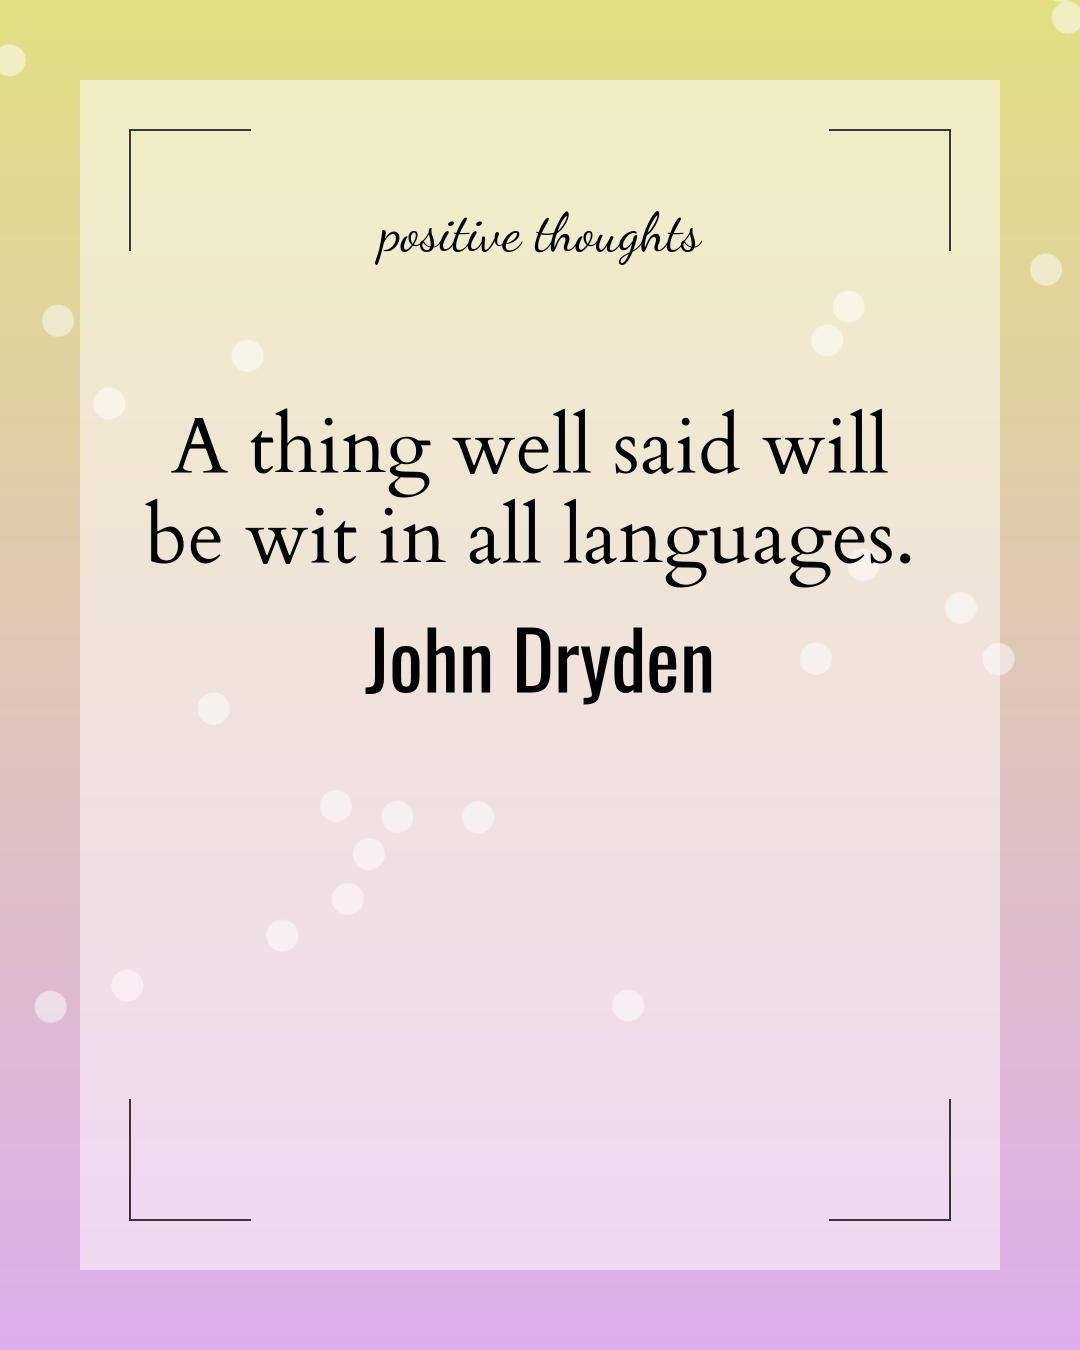 positive thoughts
A thing well said will
be wit in all languages.
John Dryden